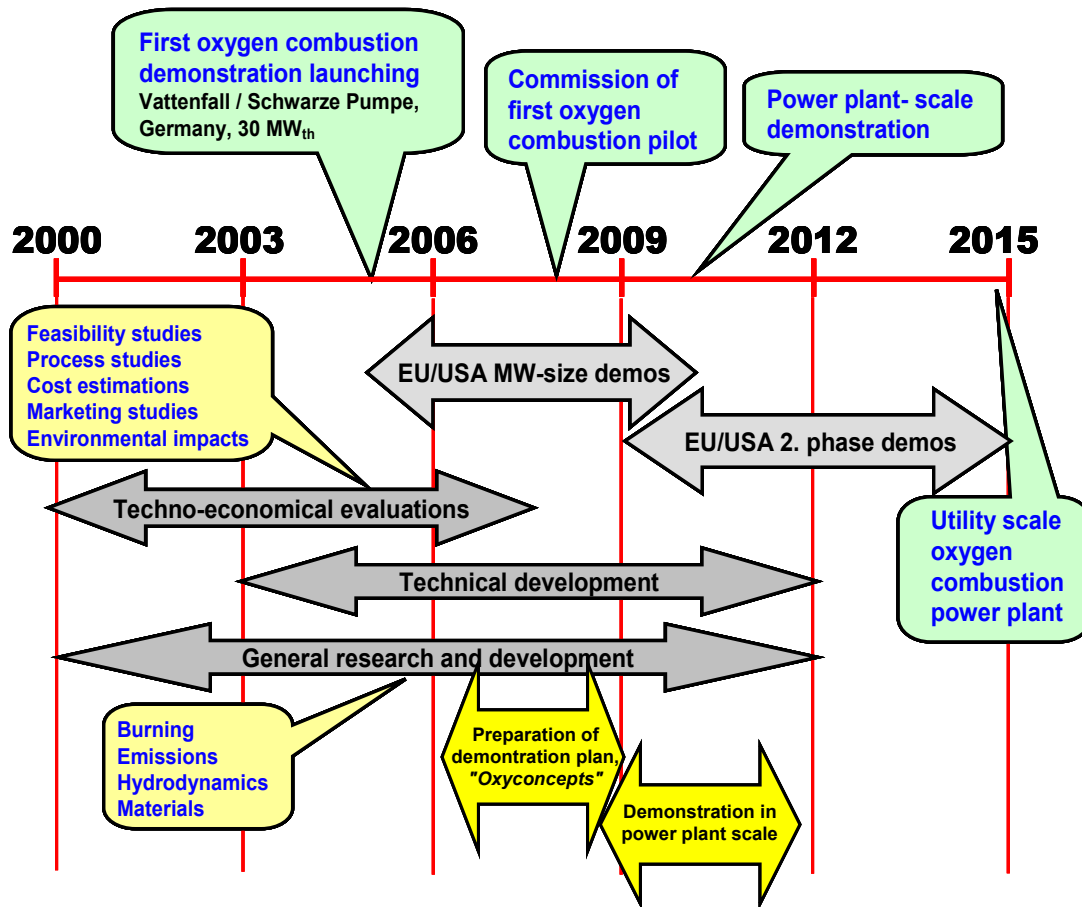 First oxygen combustion
demonstration launching
Vattenfall / Schwarze Pumpe,
Germany, 30 MWth
Commission of
first oxygen
combustion pilot
Power plant- scale
demonstration
2000 2003 2006 2009 2012 2015
Feasibility studies
Process studies
Cost estimations
Marketing studies
Environmental impacts
EU/USA MW-size demos
EU/USA 2. phase demos
Techno-economical evaluations
Utility scale
oxygen
combustion
power plant
Technical development
General research and development
Burning
Emissions
Hydrodynamics
Materials
Preparation of
demontration plan,
"Oxyconcepts"
Demonstration in
power plant scale